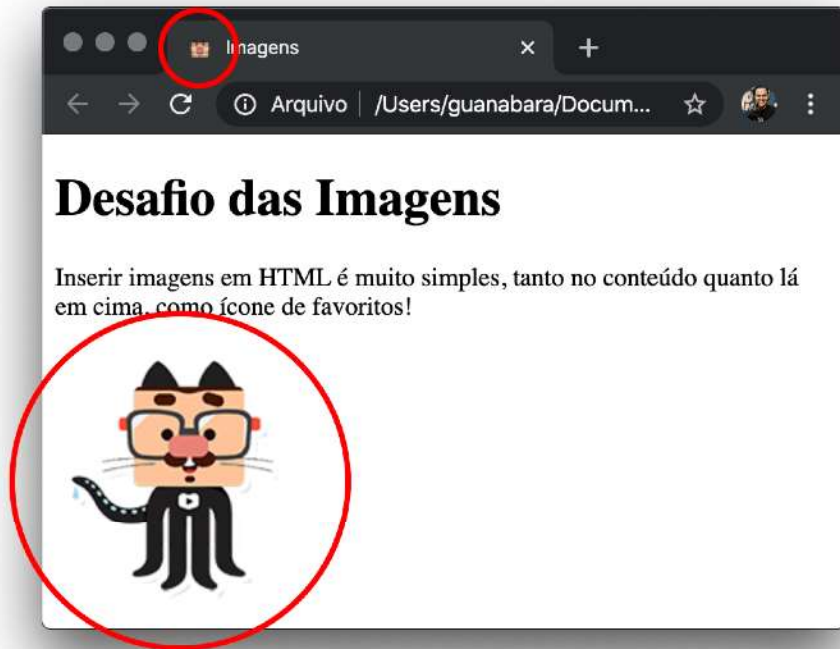 Imagens
Arquivo /Users/guanabara/Docum...
Desafio das Imagens
Inserir imagens em HTML é muito simples, tanto no conteúdo quanto lá
em cima, como ícone de favoritos!